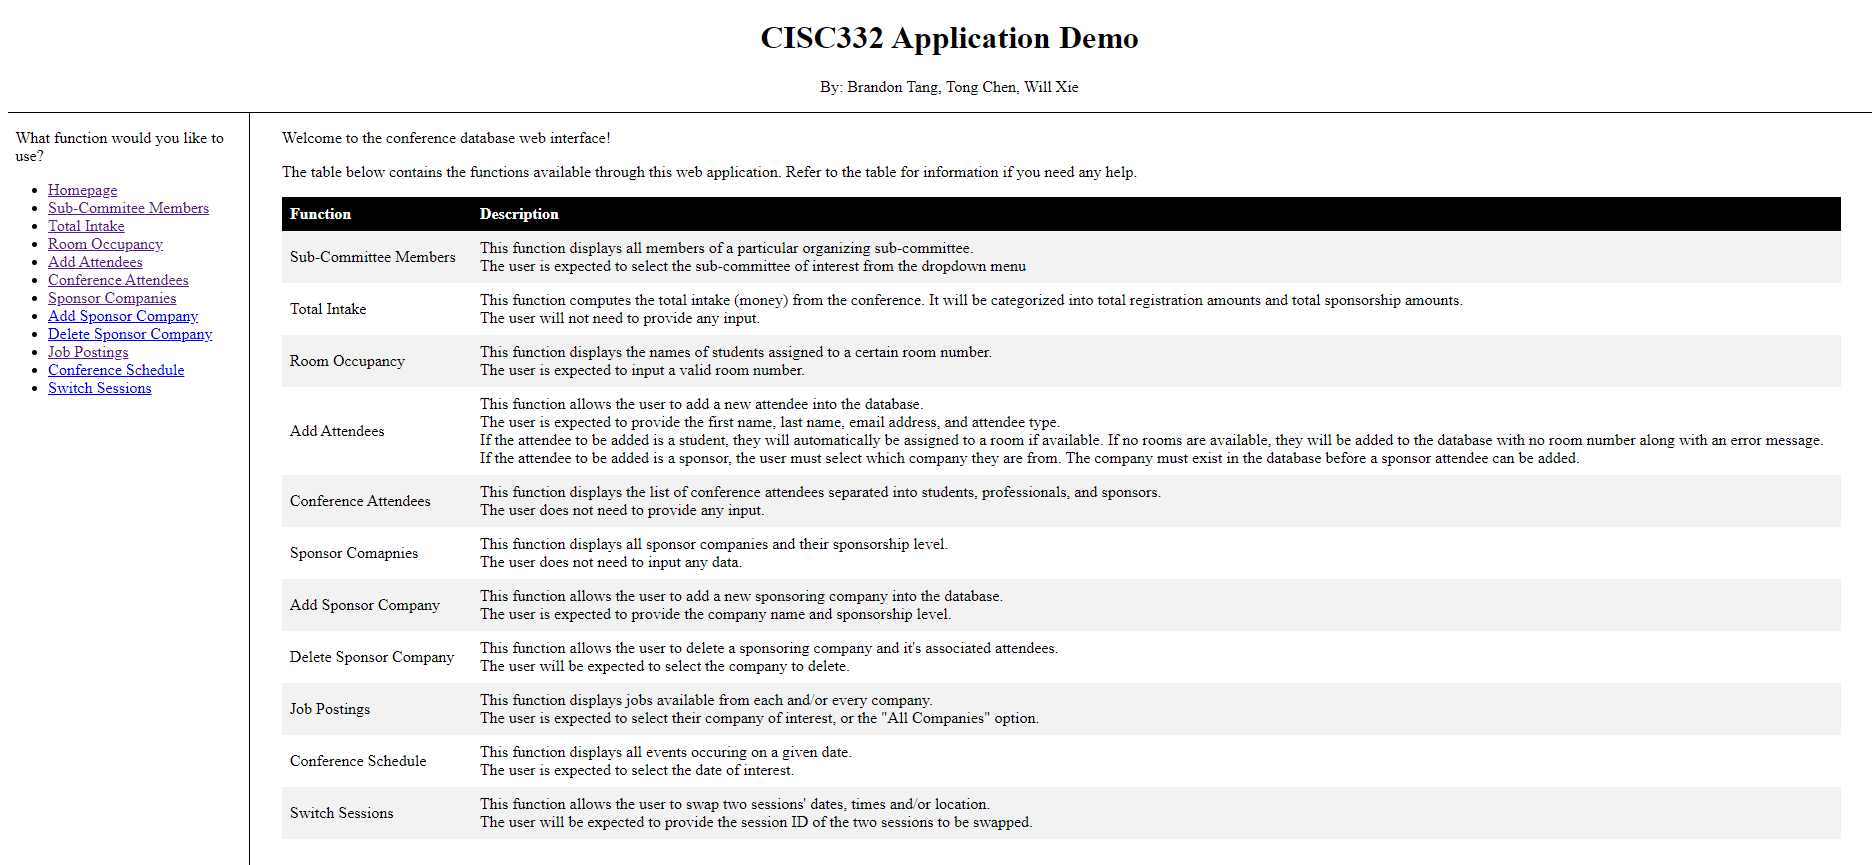 CISC332 Application Demo
By: Brandon Tang, Tong Chen, Will Xie
What function would you like to
use?
Homepage
Sub-Commitee Members
Total Intake
Room Occupancy
Add Attendees
Conference Attendees
Sponsor Companies
Add Sponsor Company
Delete Sponsor Company
Job Postings
Conference Schedule
Switch Sessions
Welcome to the conference database web interface!
The table below contains the functions available through this web application. Refer to the table for information if you need any help.
Function Description
Sub-Committee Members
This function displays all members of a particular organizing sub-committee.
The user is expected to select the sub-committee of interest from the dropdown menu
Total Intake
This function computes the total intake (money) from the conference. It will be categorized into total registration amounts and total sponsorship amounts.
The user will not need to provide any input.
Room Occupancy
This function displays the names of students assigned to a certain room number.
The user is expected to input a valid room number.
Add Attendees
This function allows the user to add a new attendee into the database.
The user is expected to provide the first name, last name, email address, and attendee type.
If the attendee to be added is a student, they will automatically be assigned to a room if available. If no rooms are available, they will be added to the database with no room number along with an error message.
If the attendee to be added is a sponsor, the user must select which company they are from. The company must exist in the database before a sponsor attendee can be added.
Conference Attendees
This function displays the list of conference attendees separated into students, professionals, and sponsors.
The user does not need to provide any input.
Sponsor Comapnies
This function displays all sponsor companies and their sponsorship level.
The user does not need to input any data.
Add Sponsor Company
This function allows the user to add a new sponsoring company into the database.
The user is expected to provide the company name and sponsorship level.
Delete Sponsor Company
This function allows the user to delete a sponsoring company and it's associated attendees.
The user will be expected to select the company to delete.
Job Postings
This function displays jobs available from each and/or every company.
The user is expected to select their company of interest, or the "All Companies" option.
Conference Schedule
This function displays all events occuring on a given date.
The user is expected to select the date of interest.
Switch Sessions
This function allows the user to swap two sessions' dates, times and/or location.
The user will be expected to provide the session ID of the two sessions to be swapped.